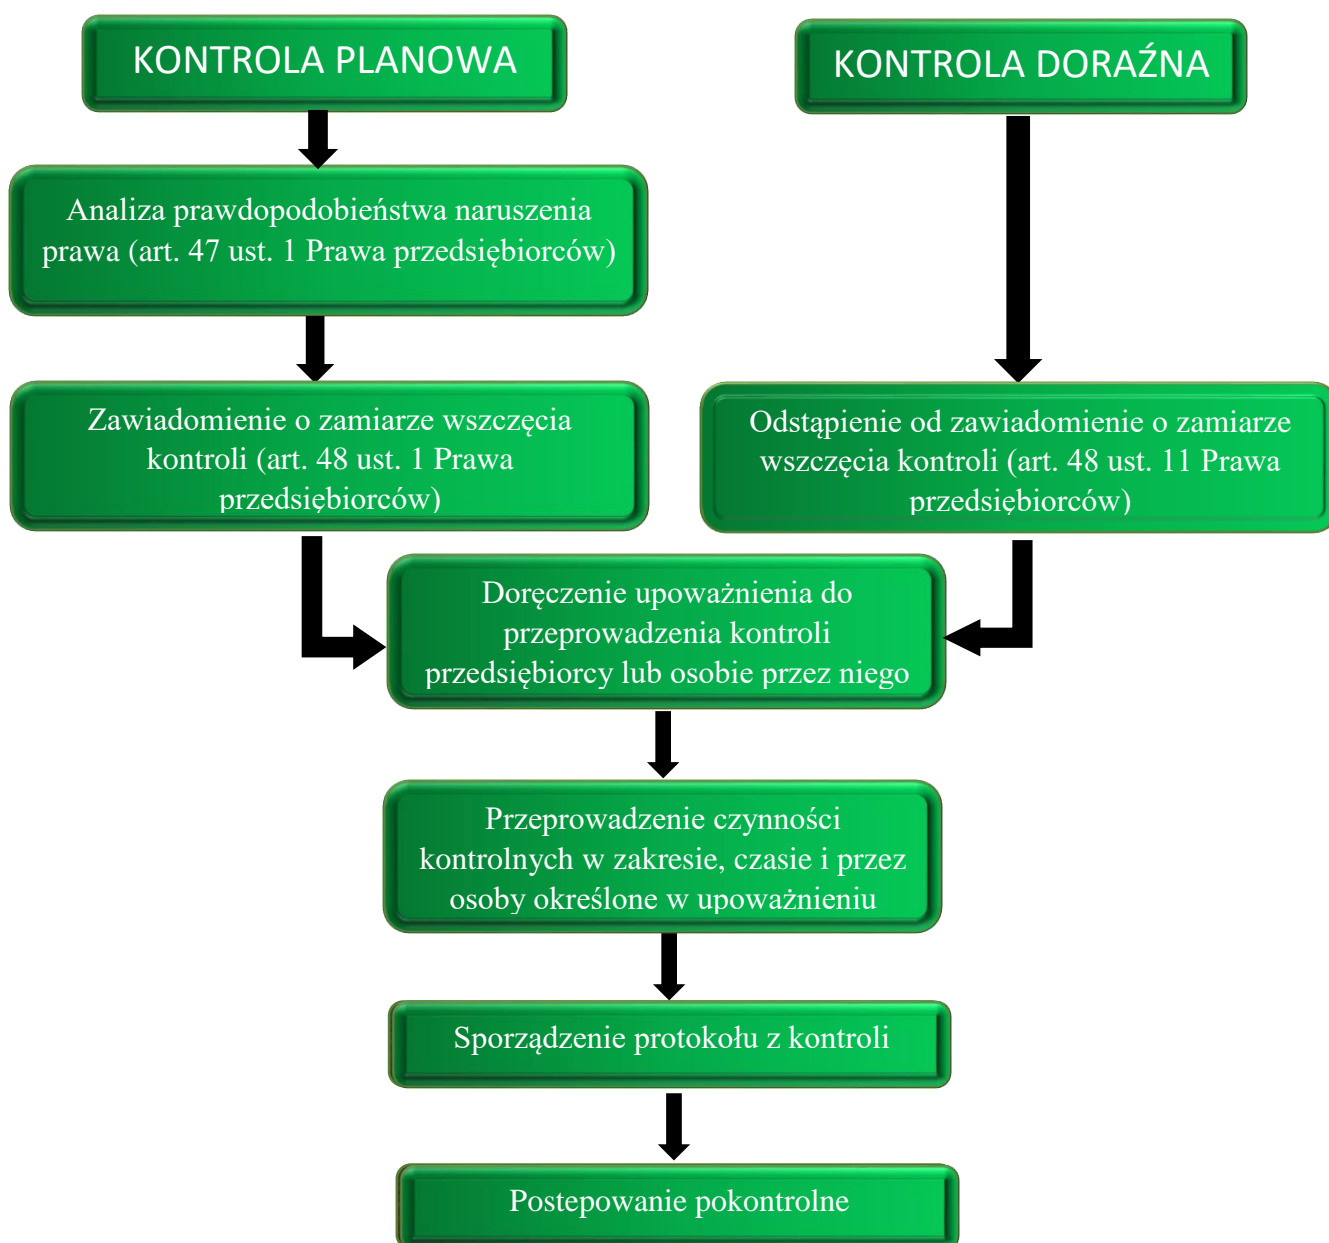 KONTROLA PLANOWA
KONTROLA DORAŹNA
Analiza prawdopodobieństwa naruszenia
prawa (art. 47 ust. 1 Prawa przedsiębiorców)
Zawiadomienie o zamiarze wszczęcia
kontroli (art. 48 ust. 1 Prawa
przedsiębiorców)
Odstąpienie od zawiadomienie o zamiarze
wszczęcia kontroli (art. 48 ust. 11 Prawa
przedsiębiorców)
Doręczenie upoważnienia do
przeprowadzenia kontroli
przedsiębiorcy lub osobie przez niego
Przeprowadzenie czynności
kontrolnych w zakresie, czasie i przez
osoby określone w upoważnieniu
Sporządzenie protokołu z kontroli
Postepowanie pokontrolne